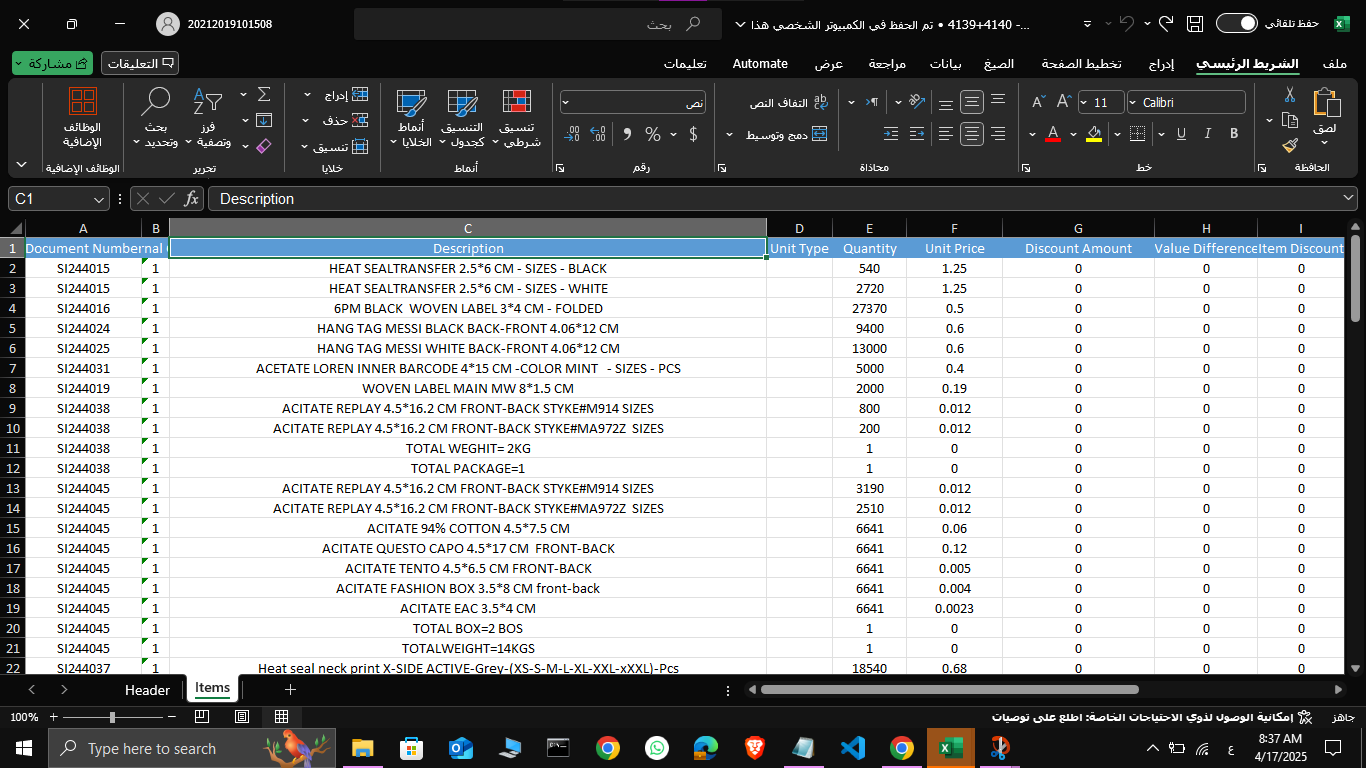 20212019101508
بحث
4139+4140 • تم الحفظ في الكمبيوتر الشخصي هذا - ...
حفظ تلقائي
ملف الشريط الرئيسي إدراج تخطيط الصفحة الصيغ بيانات مراجعة عرض Automate تعليمات
التعليقات
مشاركة
لصق
الحافظة
Calibri 11
B I U
خط
التفاف النص
دمج وتوسيط
محاذاة
نص
$ % ,
رقم
تنسيق شرطي
التنسيق كجدول
أنماط الخلايا
أنماط
إدراج
حذف
تنسيق
خلايا
فرز وتصفية
بحث وتحديد
تحرير
الوظائف الإضافية
الوظائف الإضافية
C1 fx Description
A B C D E F G H I
1 Document Number nal Description Unit Type Quantity Unit Price Discount Amount Value Difference Item Discount
2 SI244015 1 HEAT SEALTRANSFER 2.5*6 CM - SIZES - BLACK 540 1.25 0 0 0
3 SI244015 1 HEAT SEALTRANSFER 2.5*6 CM - SIZES - WHITE 2720 1.25 0 0 0
4 SI244016 1 6PM BLACK  WOVEN LABEL 3*4 CM - FOLDED 27370 0.5 0 0 0
5 SI244024 1 HANG TAG MESSI BLACK BACK-FRONT 4.06*12 CM 9400 0.6 0 0 0
6 SI244025 1 HANG TAG MESSI WHITE BACK-FRONT 4.06*12 CM 13000 0.6 0 0 0
7 SI244031 1 ACETATE LOREN INNER BARCODE 4*15 CM -COLOR MINT   - SIZES - PCS 5000 0.4 0 0 0
8 SI244019 1 WOVEN LABEL MAIN MW 8*1.5 CM 2000 0.19 0 0 0
9 SI244038 1 ACITATE REPLAY 4.5*16.2 CM FRONT-BACK STYKE#M914 SIZES 800 0.012 0 0 0
10 SI244038 1 ACITATE REPLAY 4.5*16.2 CM FRONT-BACK STYKE#MA972Z  SIZES 200 0.012 0 0 0
11 SI244038 1 TOTAL WEGHIT= 2KG 1 0 0 0 0
12 SI244038 1 TOTAL PACKAGE=1 1 0 0 0 0
13 SI244045 1 ACITATE REPLAY 4.5*16.2 CM FRONT-BACK STYKE#M914 SIZES 3190 0.012 0 0 0
14 SI244045 1 ACITATE REPLAY 4.5*16.2 CM FRONT-BACK STYKE#MA972Z  SIZES 2510 0.012 0 0 0
15 SI244045 1 ACITATE 94% COTTON 4.5*7.5 CM 6641 0.06 0 0 0
16 SI244045 1 ACITATE QUESTO CAPO 4.5*17 CM  FRONT-BACK 6641 0.12 0 0 0
17 SI244045 1 ACITATE TENTO 4.5*6.5 CM FRONT-BACK 6641 0.005 0 0 0
18 SI244045 1 ACITATE FASHION BOX 3.5*8 CM front-back 6641 0.004 0 0 0
19 SI244045 1 ACITATE EAC 3.5*4 CM 6641 0.0023 0 0 0
20 SI244045 1 TOTAL BOX=2 BOS 1 0 0 0 0
21 SI244045 1 TOTALWEIGHT=14KGS 1 0 0 0 0
22 SI244037 1 Heat seal neck print X-SIDE ACTIVE-Grey-(XS-S-M-L-XL-XXL-xXXL)-Pcs 18540 0.68 0 0 0
Header Items
100%
إمكانية الوصول لذوي الاحتياجات الخاصة: اطلع على توصيات
جاهز
Type here to search
ع
8:37 AM
4/17/2025